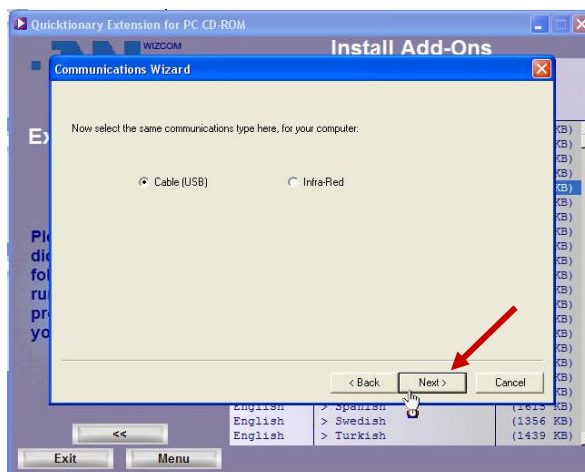 Quicktionary Extension for PC CD-ROM
WIZCOM
Install Add-Ons
Communications Wizard
Now select the same communications type here, for your computer:
Cable (USB)
Infra-Red
< Back
Next >
Cancel
English > Spanish (1615 KB)
English > Swedish (1356 KB)
English > Turkish (1439 KB)
<<
Exit
Menu